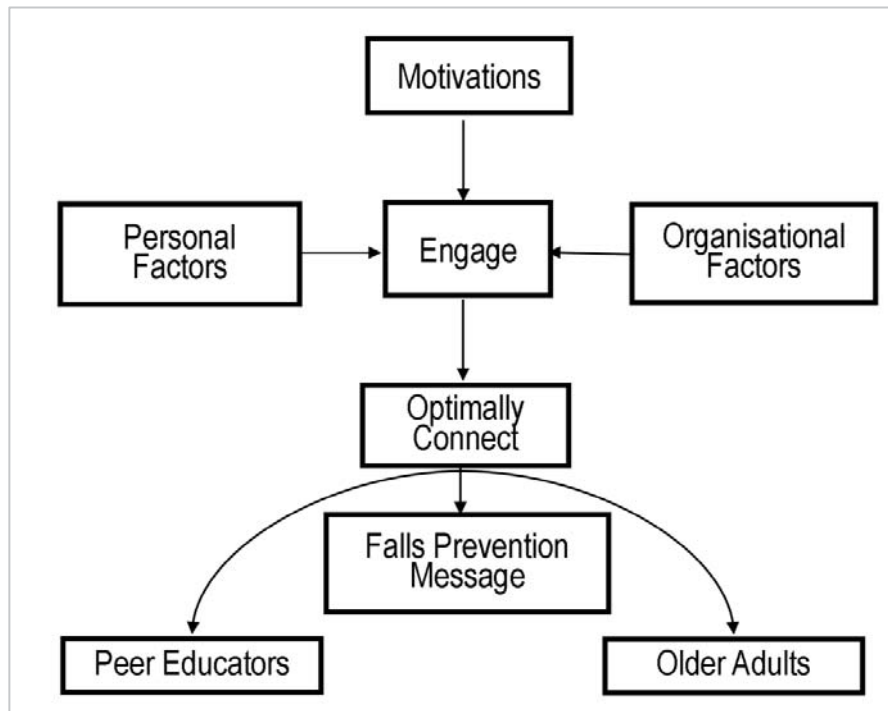 Motivations
Personal
Factors
Engage
Organisational
Factors
Optimally
Connect
Falls Prevention
Message
Peer Educators
Older Adults